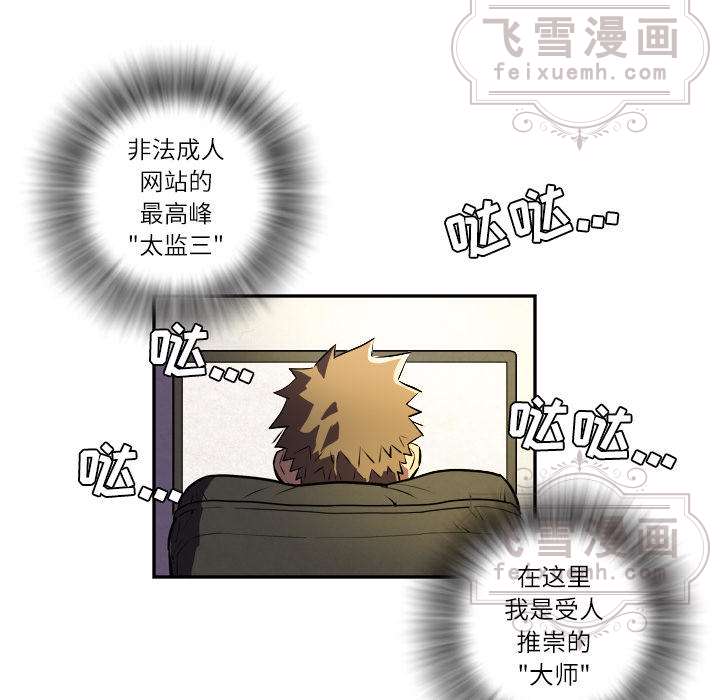 飞雪漫画
feixuemh.com
非法成人
网站的
最高峰
"太监三"
哒哒...
哒...
哒哒...
哒...
飞雪漫画
feixuemh.com
在这里
我是受人
推崇的
"大师"